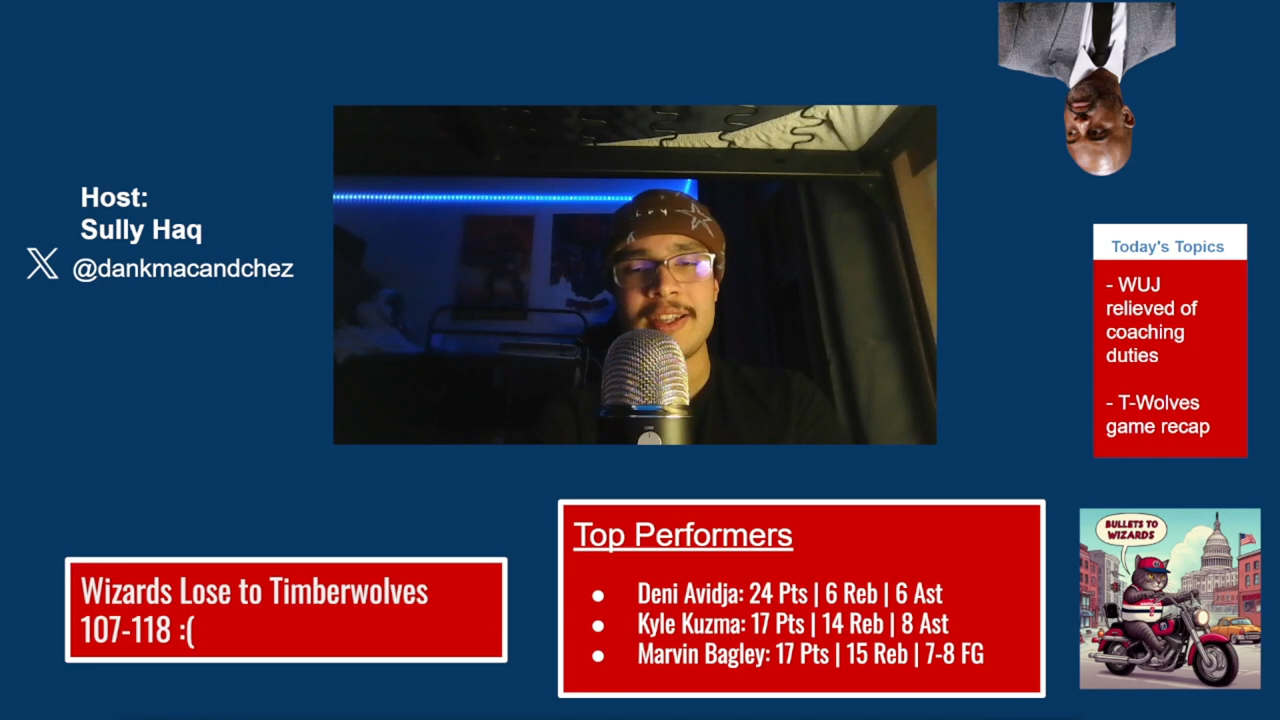 Host:
Sully Haq
@dankmacandchez
Today's Topics
- WUJ
relieved of
coaching
duties
- T-Wolves
game recap
Wizards Lose to Timberwolves
107-118 :(
Top Performers
● Deni Avidja: 24 Pts | 6 Reb | 6 Ast
● Kyle Kuzma: 17 Pts | 14 Reb | 8 Ast
● Marvin Bagley: 17 Pts | 15 Reb | 7-8 FG
BULLETS TO
WIZARDS